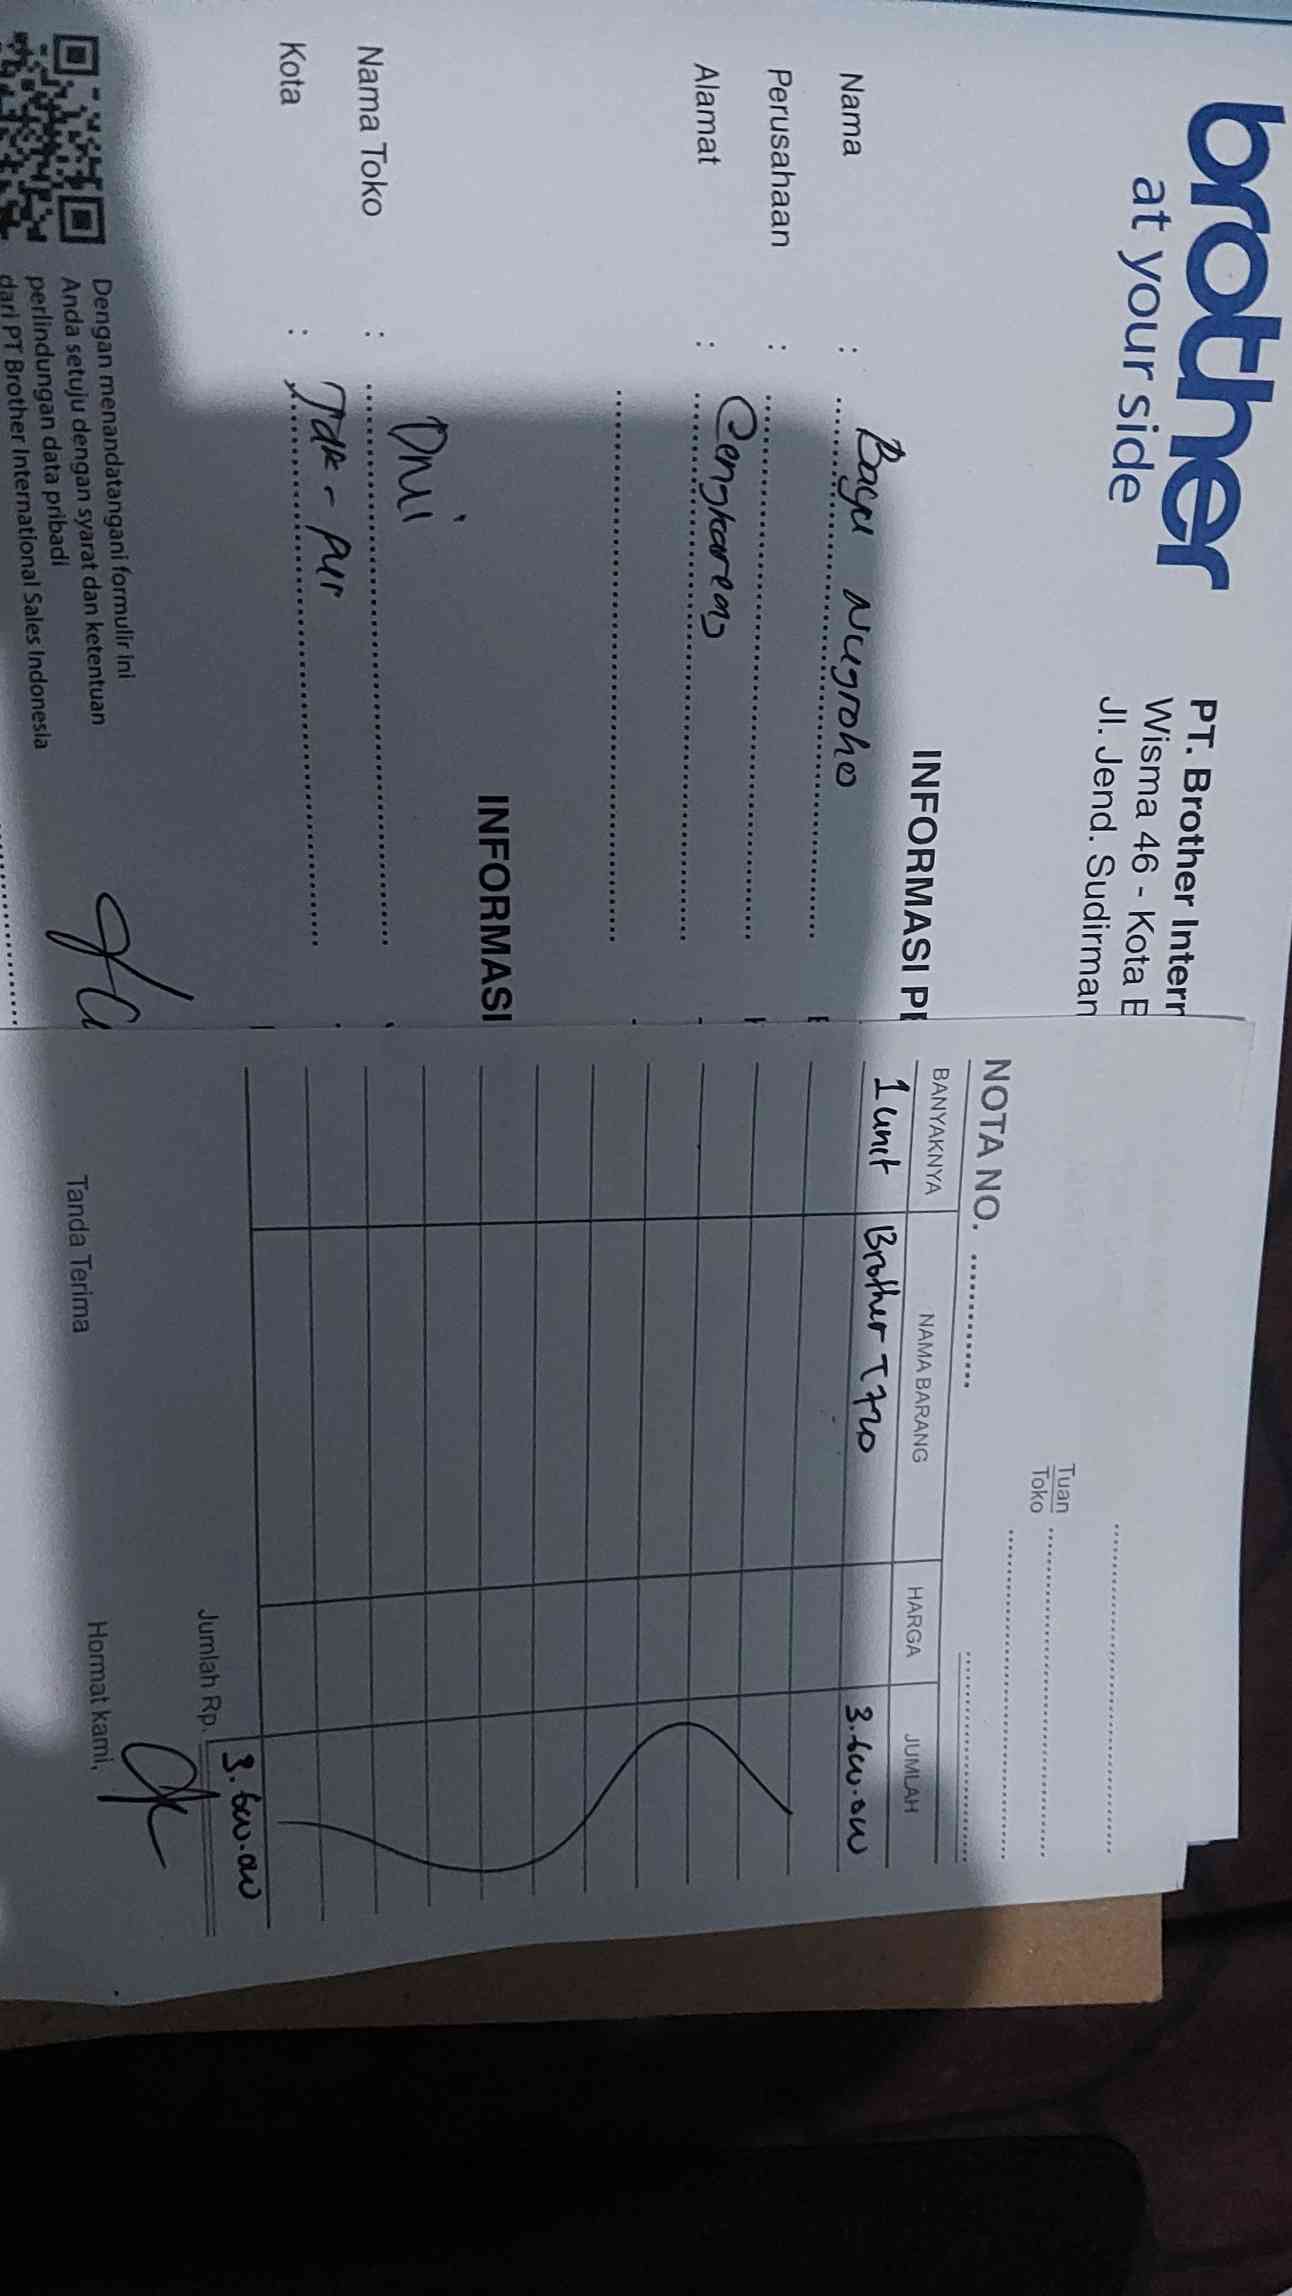 brother
at your side
PT. Brother Intern
Wisma 46 - Kota B
Jl. Jend. Sudirman
INFORMASI PE
Nama : Bagus Nugroho
Perusahaan :
Alamat : Cengkareng
INFORMASI
Nama Toko : DMI
Kota : Jak - Pur
Dengan menandatangani formulir ini
Anda setuju dengan syarat dan ketentuan
perlindungan data pribadi
dari PT Brother International Sales Indonesia
Tuan
Toko
NOTA NO.
BANYAKNYA NAMA BARANG HARGA JUMLAH
1 unit Brother T720 3.600.000
Jumlah Rp. 3.600.000
Tanda Terima Hormat kami,